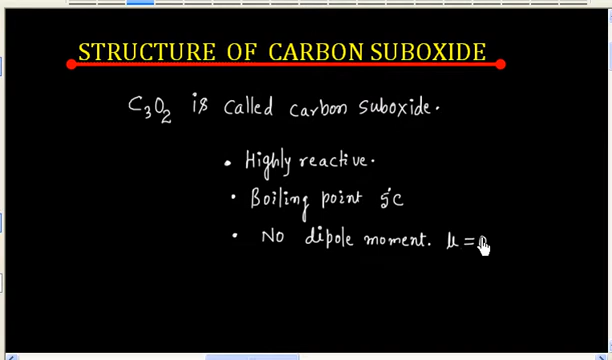 STRUCTURE OF CARBON SUBOXIDE
C₃O₂ is called carbon suboxide.
• Highly reactive.
• Boiling point 5°C
• No dipole moment. μ =